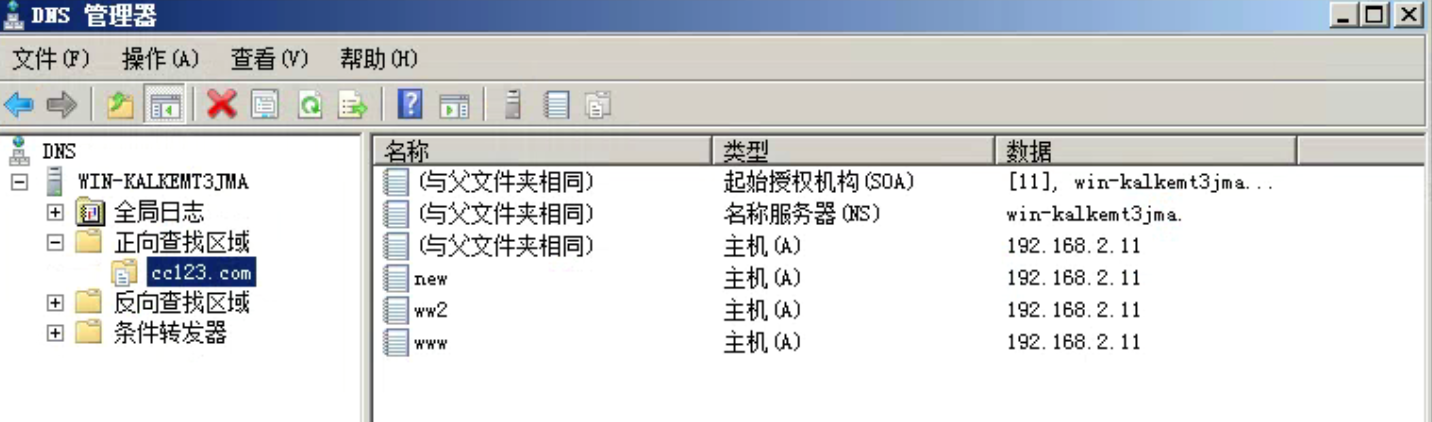 DNS 管理器
文件(F) 操作(A) 查看(V) 帮助(H)
DNS
WIN-KALKEMT3JMA
全局日志
正向查找区域
cc123.com
反向查找区域
条件转发器
名称 类型 数据
(与父文件夹相同) 起始授权机构(SOA) [11], win-kalkemt3jma...
(与父文件夹相同) 名称服务器(NS) win-kalkemt3jma.
(与父文件夹相同) 主机(A) 192.168.2.11
new 主机(A) 192.168.2.11
ww2 主机(A) 192.168.2.11
www 主机(A) 192.168.2.11